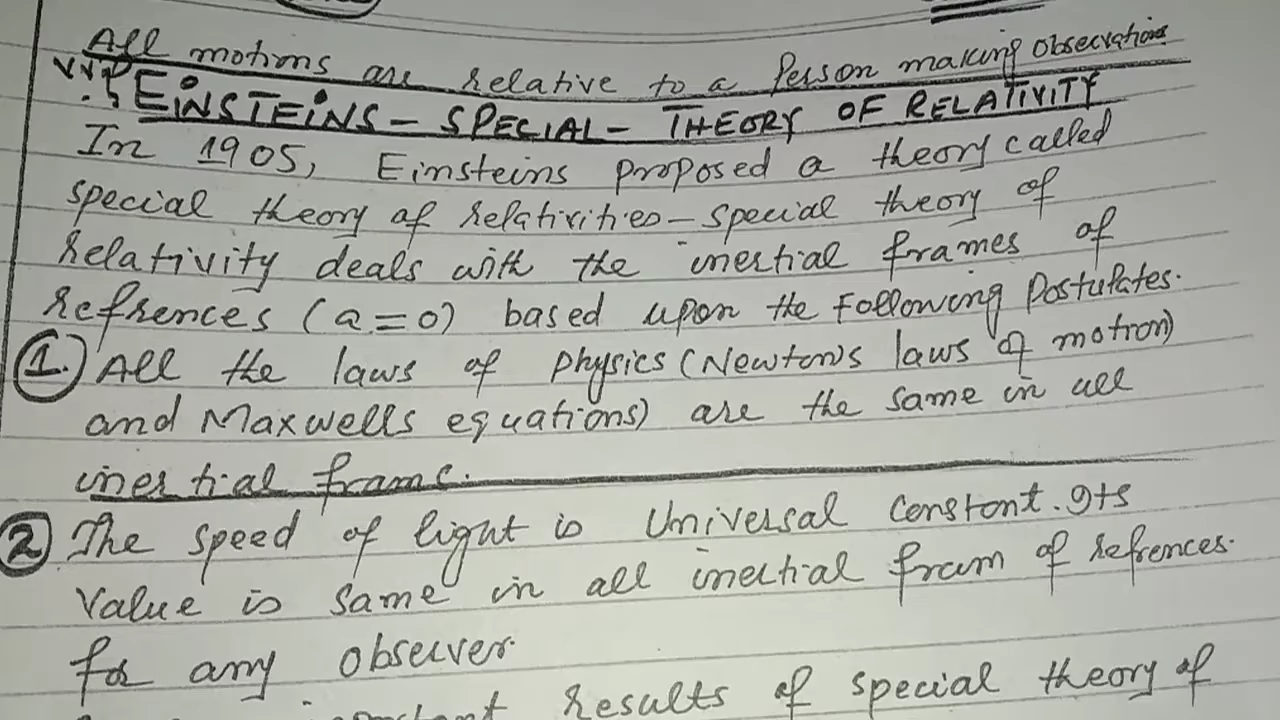 All motions are relative to a Person making observations
VVP EiNSTEiNS - SPECIAL - THEORY OF RELATIVITY
In 1905, Einsteins proposed a theory called
special theory of relativities - special theory of
relativity deals with the inertial frames of
refrences (a = 0) based upon the Following Postulates.
1. All the laws of physics (Newton's laws of motion)
and Maxwells equations) are the same in all
inertial frame.
2 The speed of light is Universal Constant. Its
Value is same in all inertial fram of refrences.
for any observer.
results of special theory of